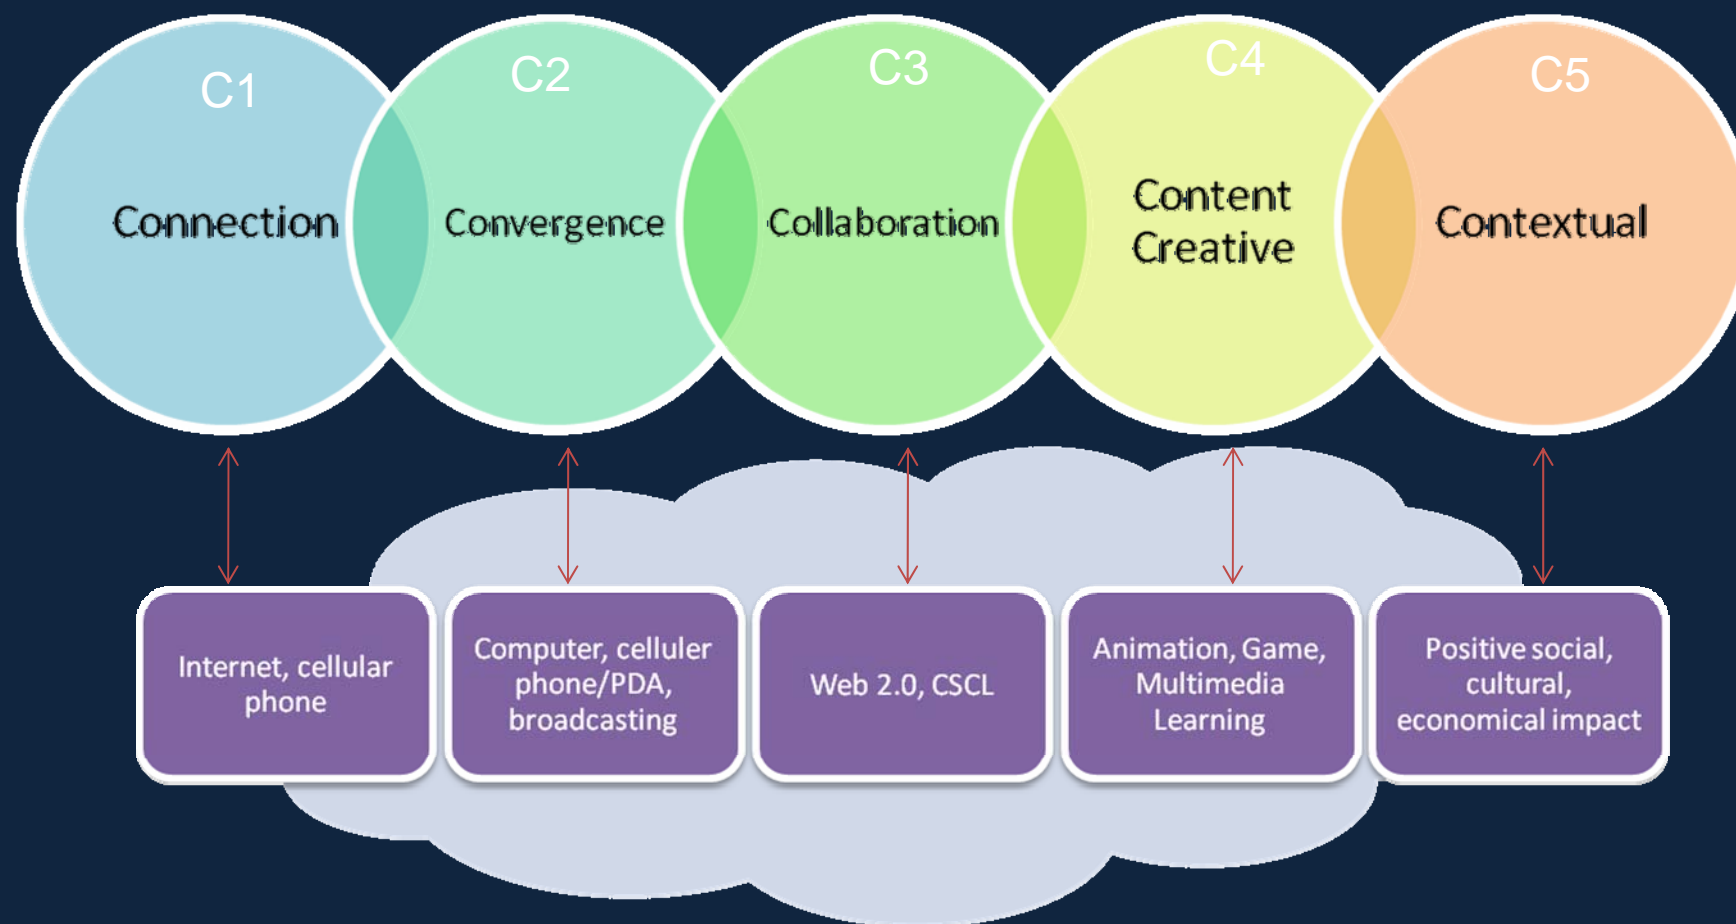 C1
C2
C3
C4
C5
Connection
Convergence
Collaboration
Content
Creative
Contextual
Internet, cellular
phone
Computer, celluler
phone/PDA,
broadcasting
Web 2.0, CSCL
Animation, Game,
Multimedia
Learning
Positive social,
cultural,
economical impact